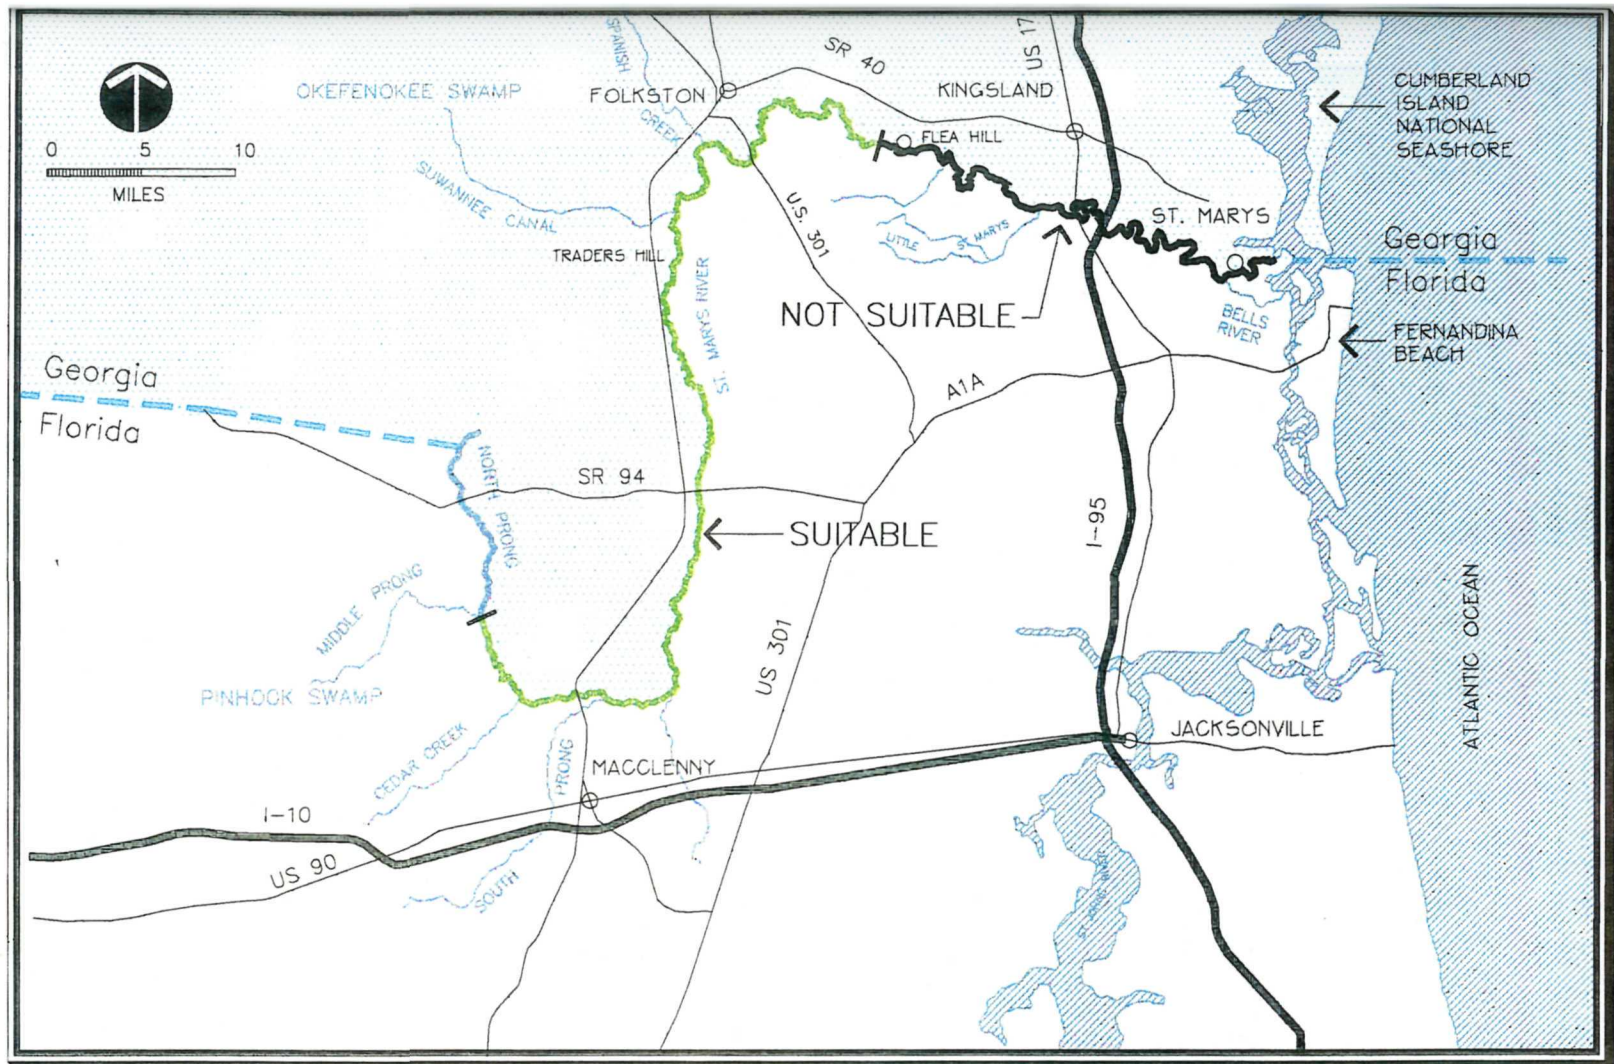 SPANISH
CREEK
OKEFENOKEE SWAMP
0 5 10
MILES
SUWANNEE CANAL
FOLKSTON
SR 40
US 17
KINGSLAND
FLEA HILL
CUMBERLAND
ISLAND
NATIONAL
SEASHORE
TRADERS HILL
U.S. 301
LITTLE ST. MARYS
ST. MARYS
Georgia
Florida
ST. MARYS RIVER
NOT SUITABLE
BELLS
RIVER
FERNANDINA
BEACH
A1A
Georgia
Florida
NORTH PRONG
SR 94
SUITABLE
I-95
MIDDLE PRONG
PINHOOK SWAMP
US 301
ATLANTIC OCEAN
CEDAR CREEK
SOUTH PRONG
MACCLENNY
JACKSONVILLE
I-10
US 90
ST. JOHNS RIVER